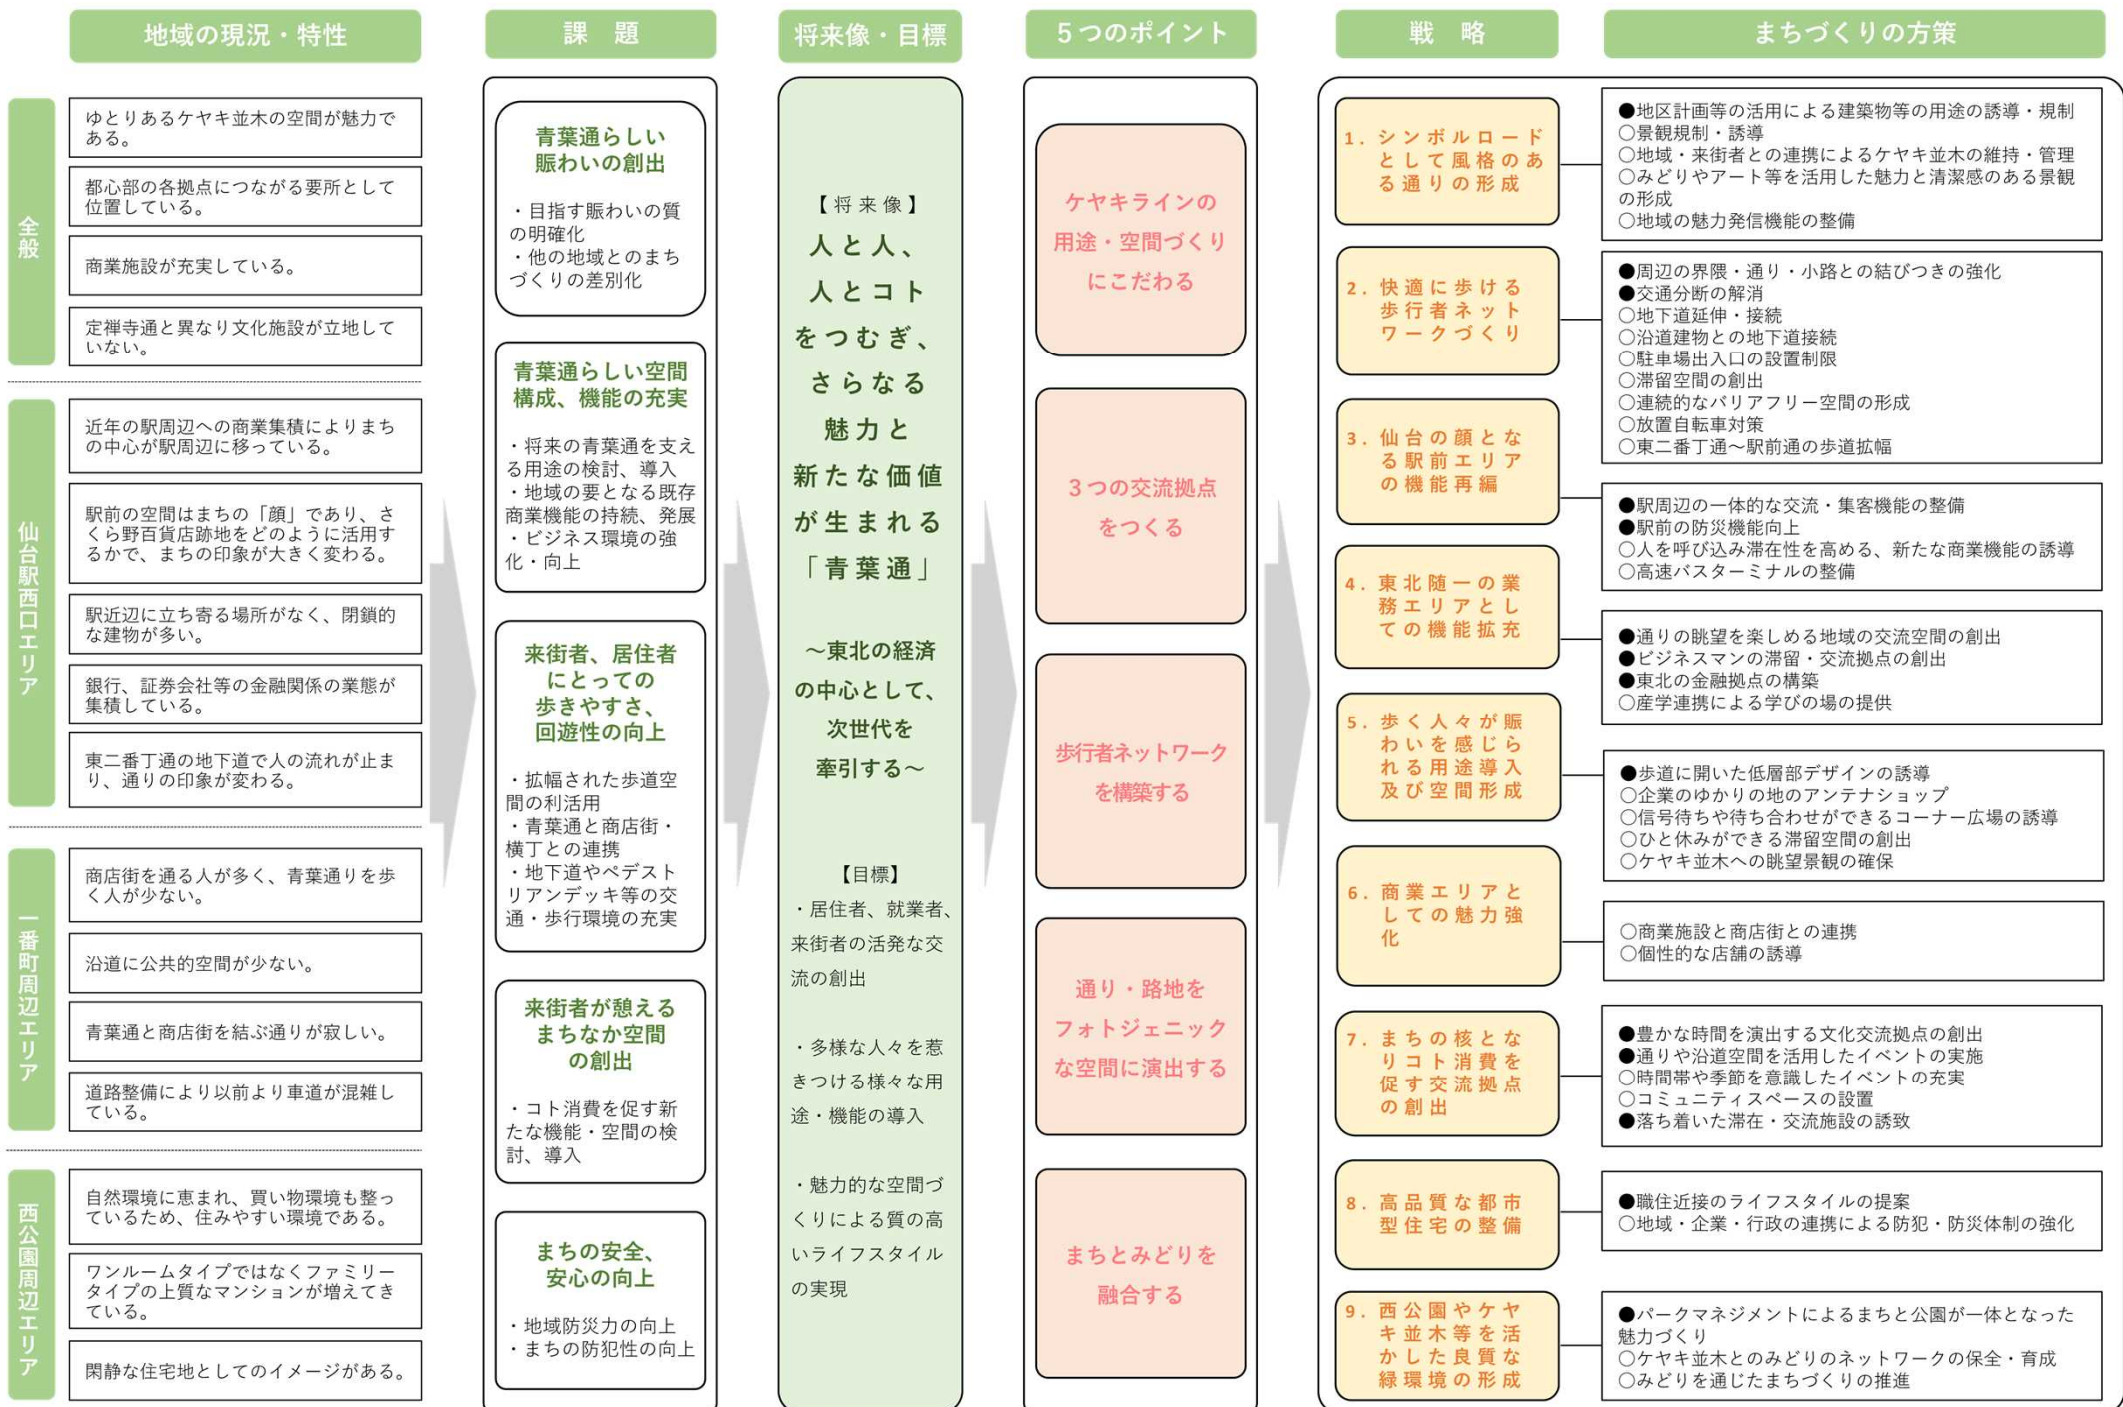 地域の現況・特性
課　題
将来像・目標
５つのポイント
戦　略
まちづくりの方策
全般
ゆとりあるケヤキ並木の空間が魅力で
ある。
都心部の各拠点につながる要所として
位置している。
商業施設が充実している。
定禅寺通と異なり文化施設が立地して
いない。
仙台駅西口エリア
近年の駅周辺への商業集積によりまち
の中心が駅周辺に移っている。
駅前の空間はまちの「顔」であり、さ
くら野百貨店跡地をどのように活用す
るかで、まちの印象が大きく変わる。
駅近辺に立ち寄る場所がなく、閉鎖的
な建物が多い。
銀行、証券会社等の金融関係の業態が
集積している。
東二番丁通の地下道で人の流れが止ま
り、通りの印象が変わる。
一番町周辺エリア
商店街を通る人が多く、青葉通りを歩
く人が少ない。
沿道に公共的空間が少ない。
青葉通と商店街を結ぶ通りが寂しい。
道路整備により以前より車道が混雑し
ている。
西公園周辺エリア
自然環境に恵まれ、買い物環境も整っ
ているため、住みやすい環境である。
ワンルームタイプではなくファミリー
タイプの上質なマンションが増えてき
ている。
閑静な住宅地としてのイメージがある。
青葉通らしい
賑わいの創出
・目指す賑わいの質
の明確化
・他の地域とのまち
づくりの差別化
青葉通らしい空間
構成、機能の充実
・将来の青葉通を支え
る用途の検討、導入
・地域の要となる既存
商業機能の持続、発展
・ビジネス環境の強
化・向上
来街者、居住者
にとっての
歩きやすさ、
回遊性の向上
・拡幅された歩道空
間の利活用
・青葉通と商店街・
横丁との連携
・地下道やペデスト
リアンデッキ等の交
通・歩行環境の充実
来街者が憩える
まちなか空間
の創出
・コト消費を促す新
たな機能・空間の検
討、導入
まちの安全、
安心の向上
・地域防災力の向上
・まちの防犯性の向上
【将来像】
人と人、
人とコト
をつむぎ、
さらなる
魅力と
新たな価値
が生まれる
「青葉通」
～東北の経済
の中心として、
次世代を
牽引する～
【目標】
・居住者、就業者、
来街者の活発な交
流の創出
・多様な人々を惹
きつける様々な用
途・機能の導入
・魅力的な空間づ
くりによる質の高
いライフスタイル
の実現
ケヤキラインの
用途・空間づくり
にこだわる
３つの交流拠点
をつくる
歩行者ネットワーク
を構築する
通り・路地を
フォトジェニック
な空間に演出する
まちとみどりを
融合する
1. シンボルロード
として風格のあ
る通りの形成
●地区計画等の活用による建築物等の用途の誘導・規制
○景観規制・誘導
○地域・来街者との連携によるケヤキ並木の維持・管理
○みどりやアート等を活用した魅力と清潔感のある景観
の形成
○地域の魅力発信機能の整備
2. 快適に歩ける
歩行者ネット
ワークづくり
●周辺の界隈・通り・小路との結びつきの強化
●交通分断の解消
○地下道延伸・接続
○沿道建物との地下道接続
○駐車場出入口の設置制限
○滞留空間の創出
○連続的なバリアフリー空間の形成
○放置自転車対策
○東二番丁通～駅前通の歩道拡幅
3. 仙台の顔とな
る駅前エリア
の機能再編
●駅周辺の一体的な交流・集客機能の整備
●駅前の防災機能向上
○人を呼び込み滞在性を高める、新たな商業機能の誘導
○高速バスターミナルの整備
4. 東北随一の業
務エリアとし
ての機能拡充
●通りの眺望を楽しめる地域の交流空間の創出
●ビジネスマンの滞留・交流拠点の創出
●東北の金融拠点の構築
○産学連携による学びの場の提供
5. 歩く人々が賑
わいを感じら
れる用途導入
及び空間形成
●歩道に開いた低層部デザインの誘導
○企業のゆかりの地のアンテナショップ
○信号待ちや待ち合わせができるコーナー広場の誘導
○ひと休みができる滞留空間の創出
○ケヤキ並木への眺望景観の確保
6. 商業エリアと
しての魅力強
化
○商業施設と商店街との連携
○個性的な店舗の誘導
7. まちの核とな
りコト消費を
促す交流拠点
の創出
●豊かな時間を演出する文化交流拠点の創出
●通りや沿道空間を活用したイベントの実施
○時間帯や季節を意識したイベントの充実
○コミュニティスペースの設置
●落ち着いた滞在・交流施設の誘致
8. 高品質な都市
型住宅の整備
●職住近接のライフスタイルの提案
○地域・企業・行政の連携による防犯・防災体制の強化
9. 西公園やケヤ
キ並木等を活
かした良質な
緑環境の形成
●パークマネジメントによるまちと公園が一体となった
魅力づくり
○ケヤキ並木とのみどりのネットワークの保全・育成
○みどりを通じたまちづくりの推進